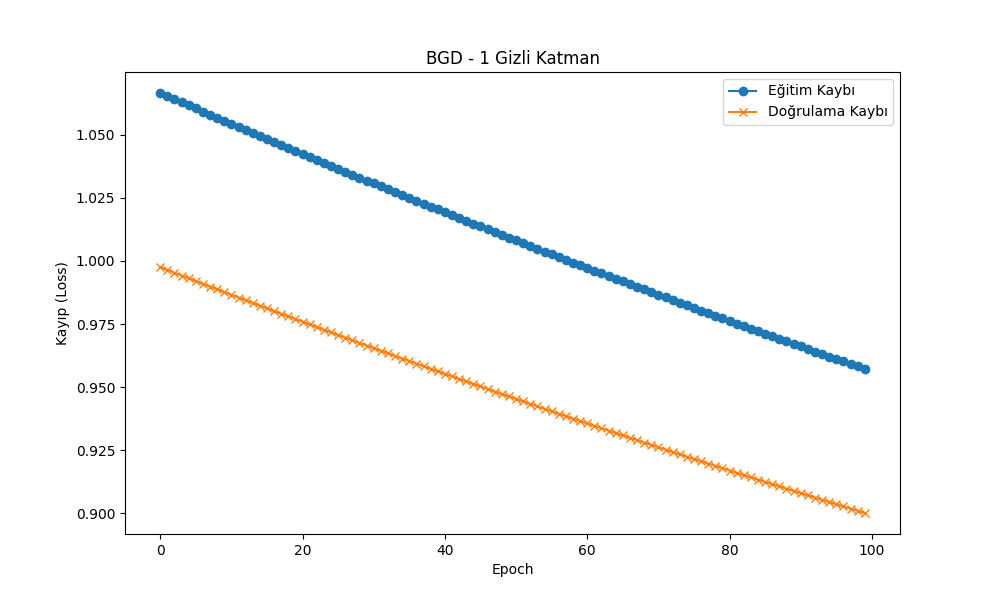 BGD - 1 Gizli Katman
Eğitim Kaybı
Doğrulama Kaybı
Kayıp (Loss)
1.050
1.025
1.000
0.975
0.950
0.925
0.900
0
20
40
60
80
100
Epoch